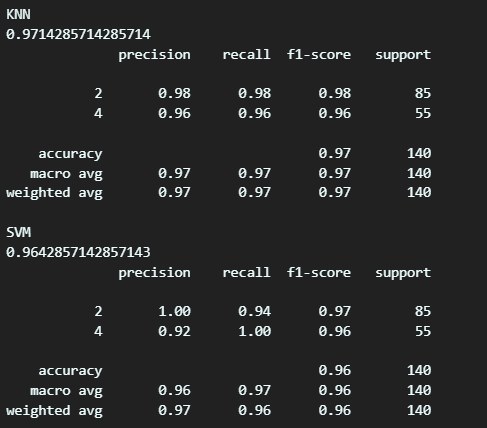 KNN
0.9714285714285714
precision recall f1-score support
2 0.98 0.98 0.98 85
4 0.96 0.96 0.96 55
accuracy 0.97 140
macro avg 0.97 0.97 0.97 140
weighted avg 0.97 0.97 0.97 140
SVM
0.9642857142857143
precision recall f1-score support
2 1.00 0.94 0.97 85
4 0.92 1.00 0.96 55
accuracy 0.96 140
macro avg 0.96 0.97 0.96 140
weighted avg 0.97 0.96 0.96 140